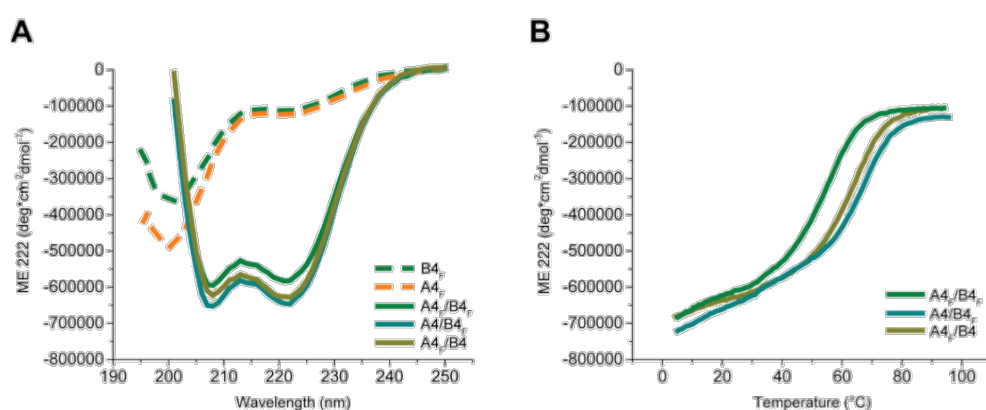 A
B
0
-100000
-200000
-300000
-400000
-500000
-600000
-700000
-800000
ME 222 (deg*cm²dmol⁻¹)
190
200
210
220
230
240
250
Wavelength (nm)
B4F
A4F
A4F/B4F
A4/B4F
A4F/B4
0
-100000
-200000
-300000
-400000
-500000
-600000
-700000
-800000
ME 222 (deg*cm²dmol⁻¹)
0
20
40
60
80
100
Temperature (°C)
A4F/B4F
A4/B4F
A4F/B4